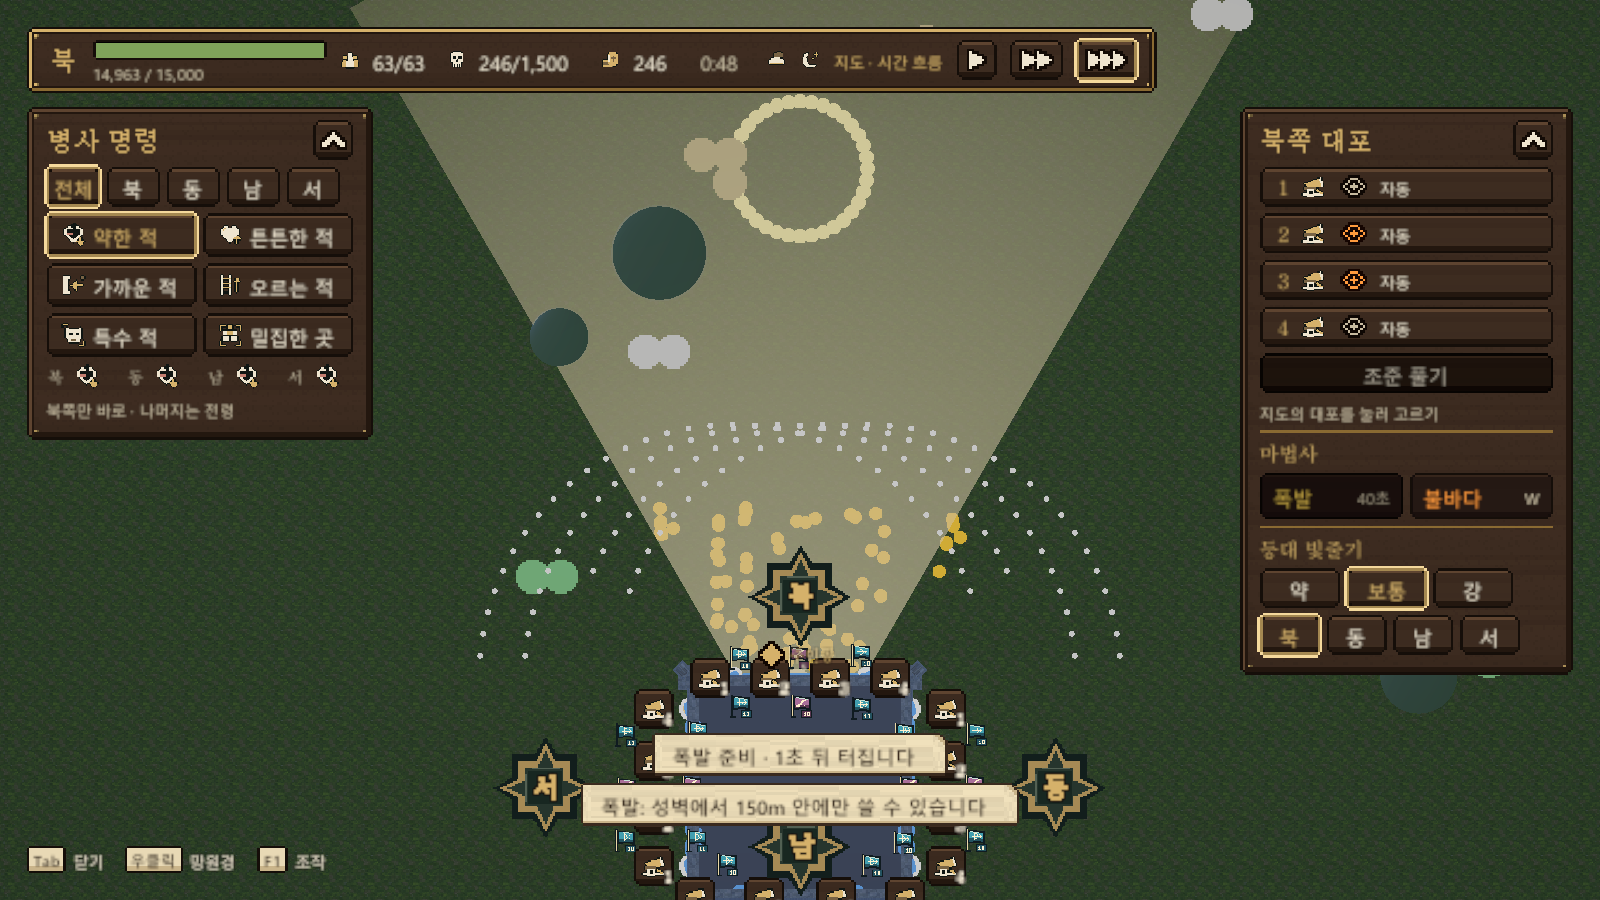 북 14,963 / 15,000 63/63 246/1,500 246 0:48 지도 · 시간 흐름
병사 명령
전체 북 동 남 서
약한 적 튼튼한 적
가까운 적 오르는 적
특수 적 밀집한 곳
북 동 남 서
북쪽만 바로 · 나머지는 전령
북쪽 대포
1 자동
2 자동
3 자동
4 자동
조준 풀기
지도의 대포를 눌러 고르기
마법사
폭발 40초 불바다 W
등대 빛줄기
약 보통 강
북 동 남 서
북
폭발 준비 · 1초 뒤 터집니다
서 동
폭발: 성벽에서 150m 안에만 쓸 수 있습니다
남
Tab 닫기 우클릭 망원경 F1 조작